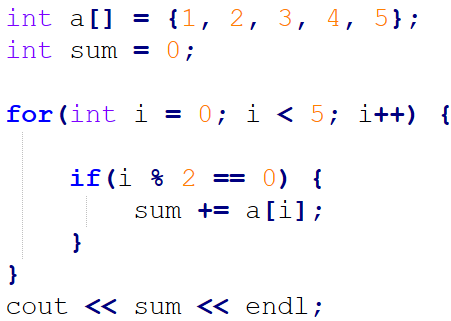 int a[] = {1, 2, 3, 4, 5};
int sum = 0;
for(int i = 0; i < 5; i++) {
if(i % 2 == 0) {
sum += a[i];
}
}
cout << sum << endl;